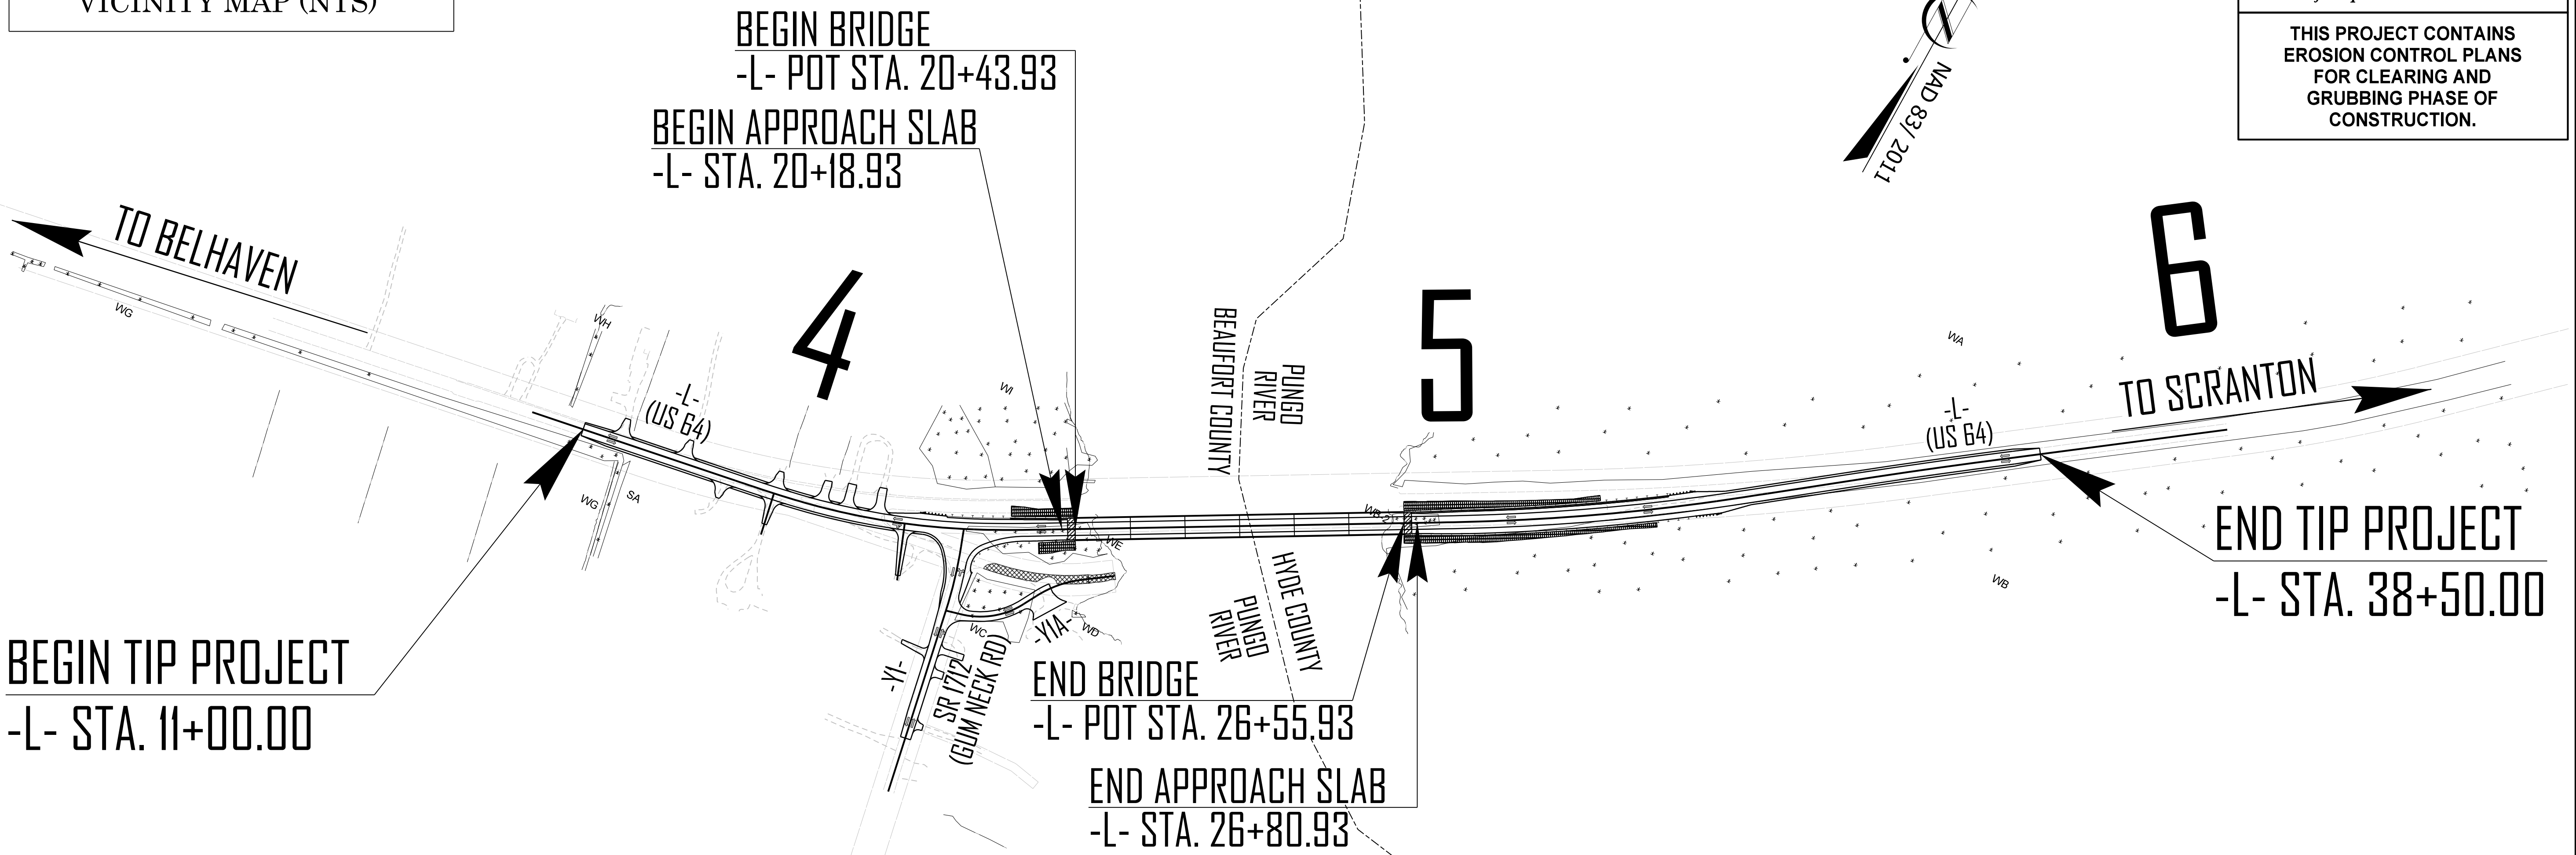 VICINITY MAP (NTS)
BEGIN BRIDGE
-L- POT STA. 20+43.93
BEGIN APPROACH SLAB
-L- STA. 20+18.93
NAD 83/ 2011
THIS PROJECT CONTAINS
EROSION CONTROL PLANS
FOR CLEARING AND
GRUBBING PHASE OF
CONSTRUCTION.
TO BELHAVEN
WG
WH
4
-L-
(US 64)
WI
BEAUFORT COUNTY
PUNGO
RIVER
5
6
WA
TO SCRANTON
-L-
(US 64)
WG
SA
WE
WB-2
WB
END TIP PROJECT
-L- STA. 38+50.00
HYDE COUNTY
PUNGO
RIVER
WC
WD
-Y1A-
-Y1-
SR 1712
(GUM NECK RD)
BEGIN TIP PROJECT
-L- STA. 11+00.00
END BRIDGE
-L- POT STA. 26+55.93
END APPROACH SLAB
-L- STA. 26+80.93